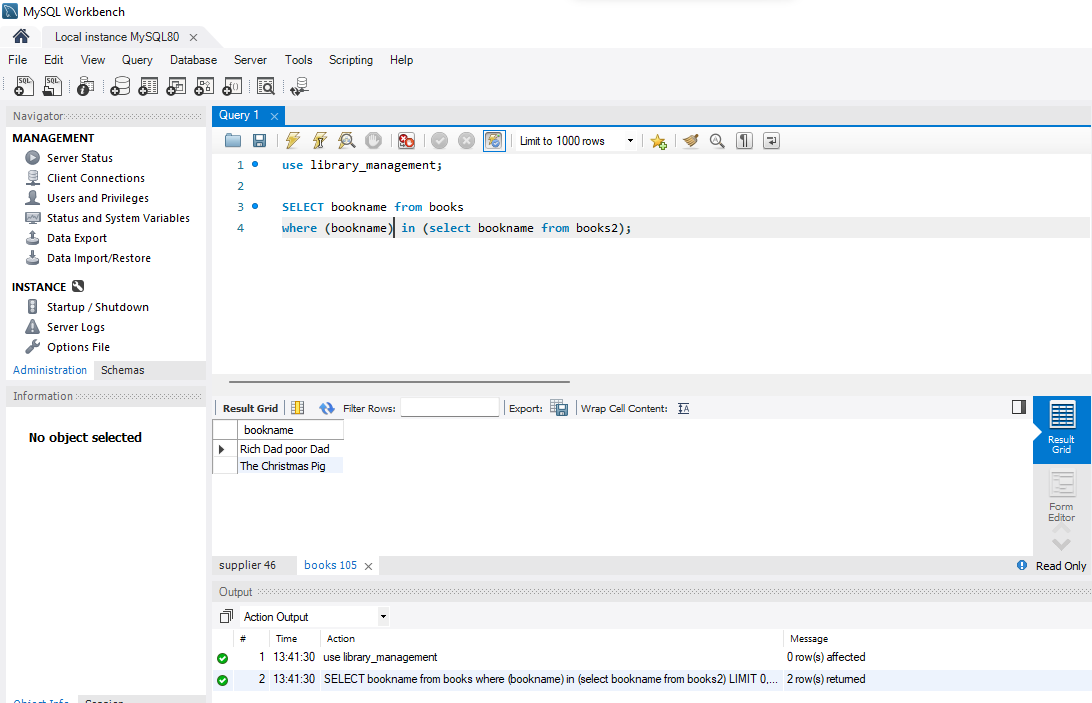 MySQL Workbench
Local instance MySQL80
File Edit View Query Database Server Tools Scripting Help
Navigator
MANAGEMENT
Server Status
Client Connections
Users and Privileges
Status and System Variables
Data Export
Data Import/Restore
INSTANCE
Startup / Shutdown
Server Logs
Options File
Administration Schemas
Information
No object selected
Query 1
Limit to 1000 rows
1 use library_management;
2
3 SELECT bookname from books
4 where (bookname) in (select bookname from books2);
Result Grid Filter Rows: Export: Wrap Cell Content:
bookname
Rich Dad poor Dad
The Christmas Pig
Result
Grid
Form
Editor
supplier 46 books 105
Read Only
Output
Action Output
# Time Action Message
1 13:41:30 use library_management 0 row(s) affected
2 13:41:30 SELECT bookname from books where (bookname) in (select bookname from books2) LIMIT 0,... 2 row(s) returned
Object Info Session